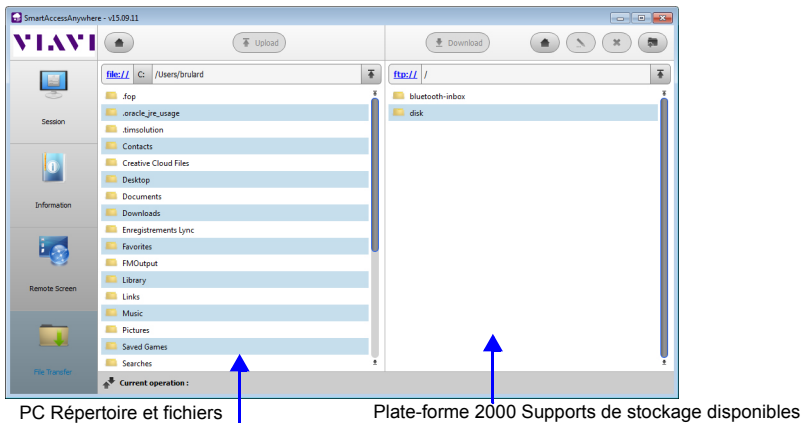 SmartAccessAnywhere - v15.09.11
VIAVI
Upload
Download
file:// C: /Users/brulard
ftp:// /
Session
Information
Remote Screen
File Transfer
.fop
.oracle_jre_usage
.timsolution
Contacts
Creative Cloud Files
Desktop
Documents
Downloads
Enregistrements Lync
Favorites
FMOutput
Library
Links
Music
Pictures
Saved Games
Searches
bluetooth-inbox
disk
Current operation :
PC Répertoire et fichiers
Plate-forme 2000 Supports de stockage disponibles